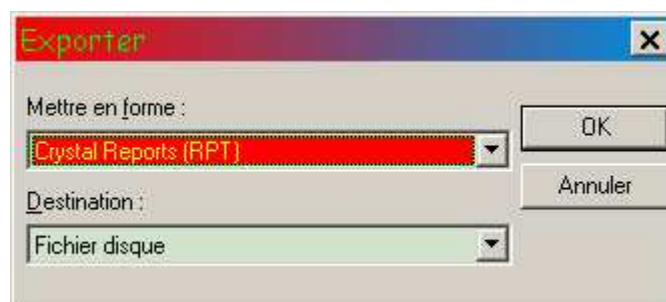 Exporter
Mettre en forme :
Crystal Reports (RPT)
OK
Destination :
Annuler
Fichier disque